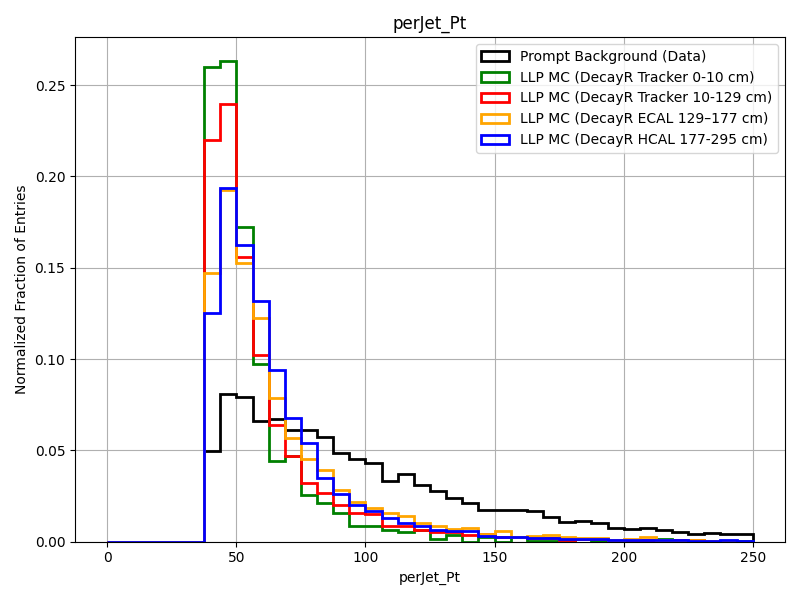 perJet_Pt
Prompt Background (Data)
LLP MC (DecayR Tracker 0-10 cm)
LLP MC (DecayR Tracker 10-129 cm)
LLP MC (DecayR ECAL 129–177 cm)
LLP MC (DecayR HCAL 177-295 cm)
Normalized Fraction of Entries
0.25
0.20
0.15
0.10
0.05
0.00
0 50 100 150 200 250
perJet_Pt